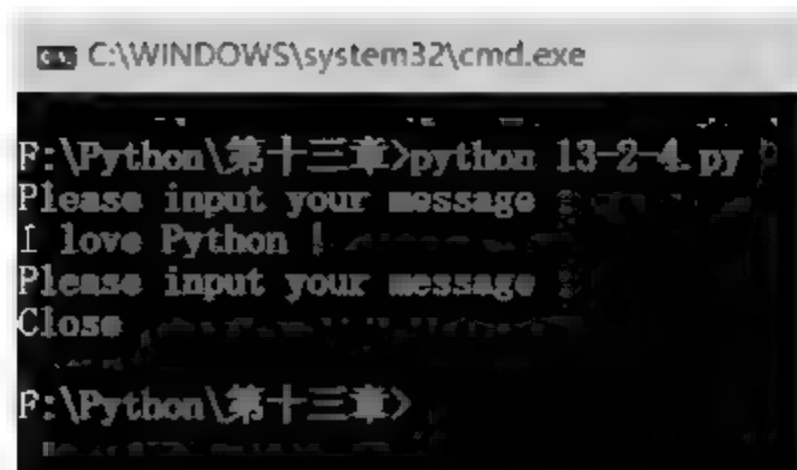 C:\WINDOWS\system32\cmd.exe
F:\Python\第十三章>python 13-2-4.py
Please input your message :
I love Python !
Please input your message :
Close
F:\Python\第十三章>